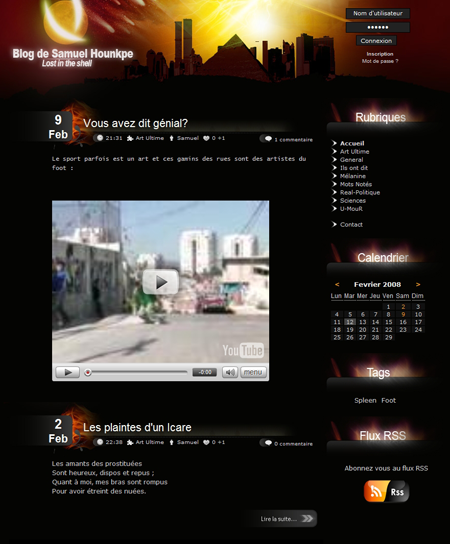 Nom d'utilisateur
••••••
Connexion
Inscription
Mot de passe ?
Blog de Samuel Hounkpe
Lost in the shell
9
Feb
Vous avez dit génial?
21:31 Art Ultime Samuel 0 +1 1 commentaire
Le sport parfois est un art et ces gamins des rues sont des artistes du
foot :
YouTube
-0:00 menu
2
Feb
Les plaintes d'un Icare
22:38 Art Ultime Samuel 0 +1 0 commentaire
Les amants des prostituées
Sont heureux, dispos et repus ;
Quant à moi, mes bras sont rompus
Pour avoir étreint des nuées.
Lire la suite...
Rubriques
Accueil
Art Ultime
General
Ils ont dit
Mélanine
Mots Notés
Real-Politique
Sciences
U-MouR
Contact
Calendrier
< Fevrier 2008 >
Lun Mar Mer Jeu Ven Sam Dim
1 2 3
4 5 6 7 8 9 10
11 12 13 14 15 16 17
18 19 20 21 22 23 24
25 26 27 28 29
Tags
Spleen Foot
Flux RSS
Abonnez vous au flux RSS
Rss